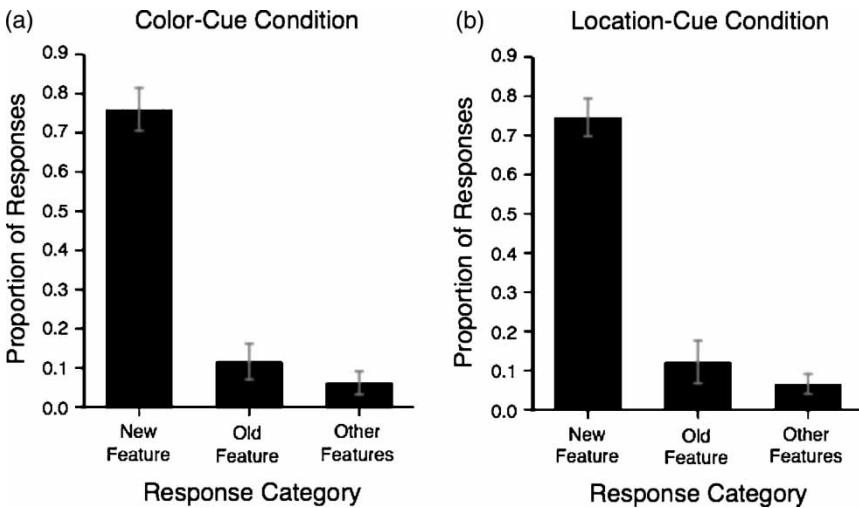 (a)
Color-Cue Condition
Proportion of Responses
0.9
0.8
0.7
0.6
0.5
0.4
0.3
0.2
0.1
0.0
New
Feature
Old
Feature
Other
Features
Response Category
(b)
Location-Cue Condition
Proportion of Responses
0.9
0.8
0.7
0.6
0.5
0.4
0.3
0.2
0.1
0.0
New
Feature
Old
Feature
Other
Features
Response Category